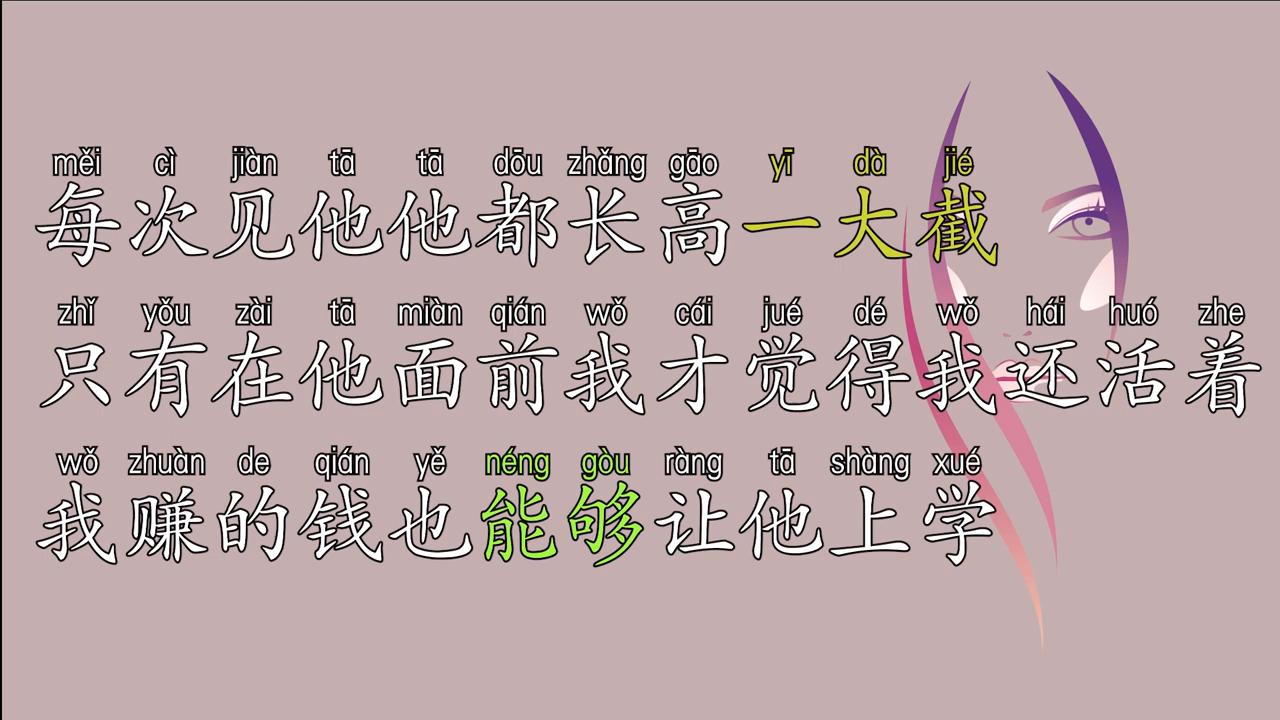 měi cì jiàn tā tā dōu zhǎng gāo yī dà jié
每次见他他都长高一大截
zhǐ yǒu zài tā miàn qián wǒ cái jué dé wǒ hái huó zhe
只有在他面前我才觉得我还活着
wǒ zhuàn de qián yě néng gòu ràng tā shàng xué
我赚的钱也能够让他上学